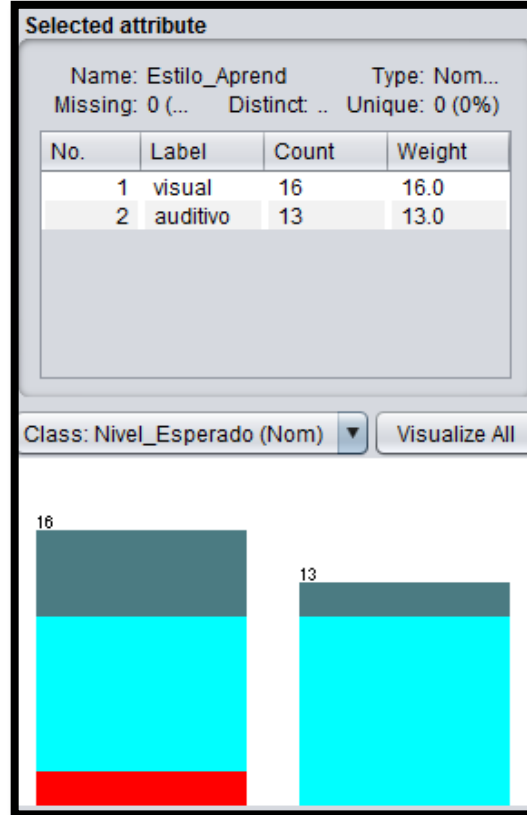 Selected attribute
Name: Estilo_Aprend Type: Nom...
Missing: 0 (... Distinct: .. Unique: 0 (0%)
No. Label Count Weight
1 visual 16 16.0
2 auditivo 13 13.0
Class: Nivel_Esperado (Nom) Visualize All
16
13